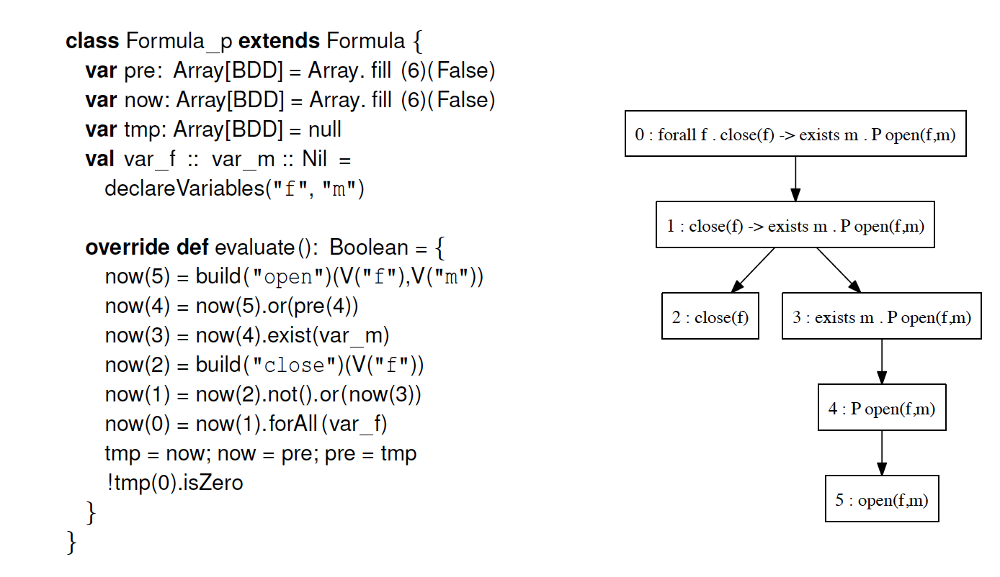 class Formula_p extends Formula {
var pre: Array[BDD] = Array.fill (6)(False)
var now: Array[BDD] = Array.fill (6)(False)
var tmp: Array[BDD] = null
val var_f :: var_m :: Nil =
declareVariables("f", "m")
override def evaluate(): Boolean = {
now(5) = build("open")(V("f"),V("m"))
now(4) = now(5).or(pre(4))
now(3) = now(4).exist(var_m)
now(2) = build("close")(V("f"))
now(1) = now(2).not().or(now(3))
now(0) = now(1).forAll(var_f)
tmp = now; now = pre; pre = tmp
!tmp(0).isZero
}
}
0 : forall f . close(f) -> exists m . P open(f,m)
1 : close(f) -> exists m . P open(f,m)
2 : close(f)
3 : exists m . P open(f,m)
4 : P open(f,m)
5 : open(f,m)